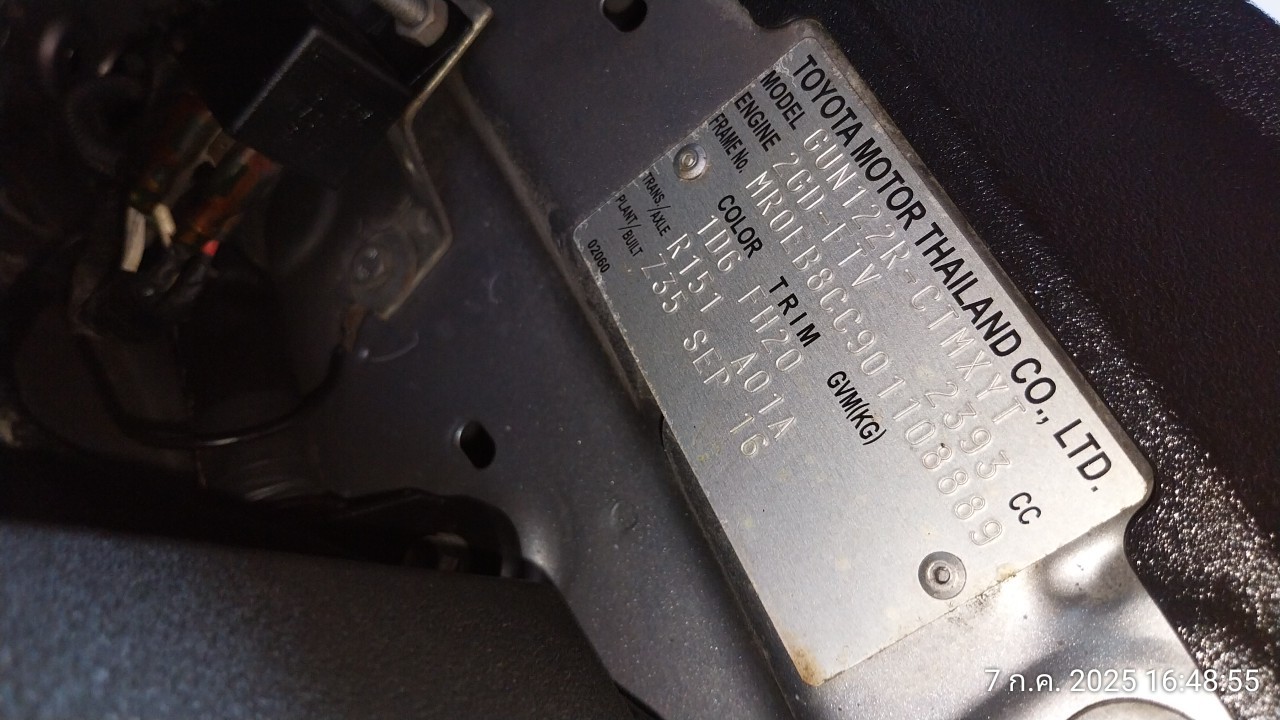 TOYOTA MOTOR THAILAND CO., LTD.
MODEL GUN122R-CTMXYT
ENGINE 2GD-FTV 2393 CC
FRAME No. MR0EB8CC901108889
COLOR TRIM GVM(KG)
1D6 FH20
TRANS/AXLE R151 A01A
PLANT/BUILT Z35 SEP 16
02060
7 ก.ค. 2025 16:48:55